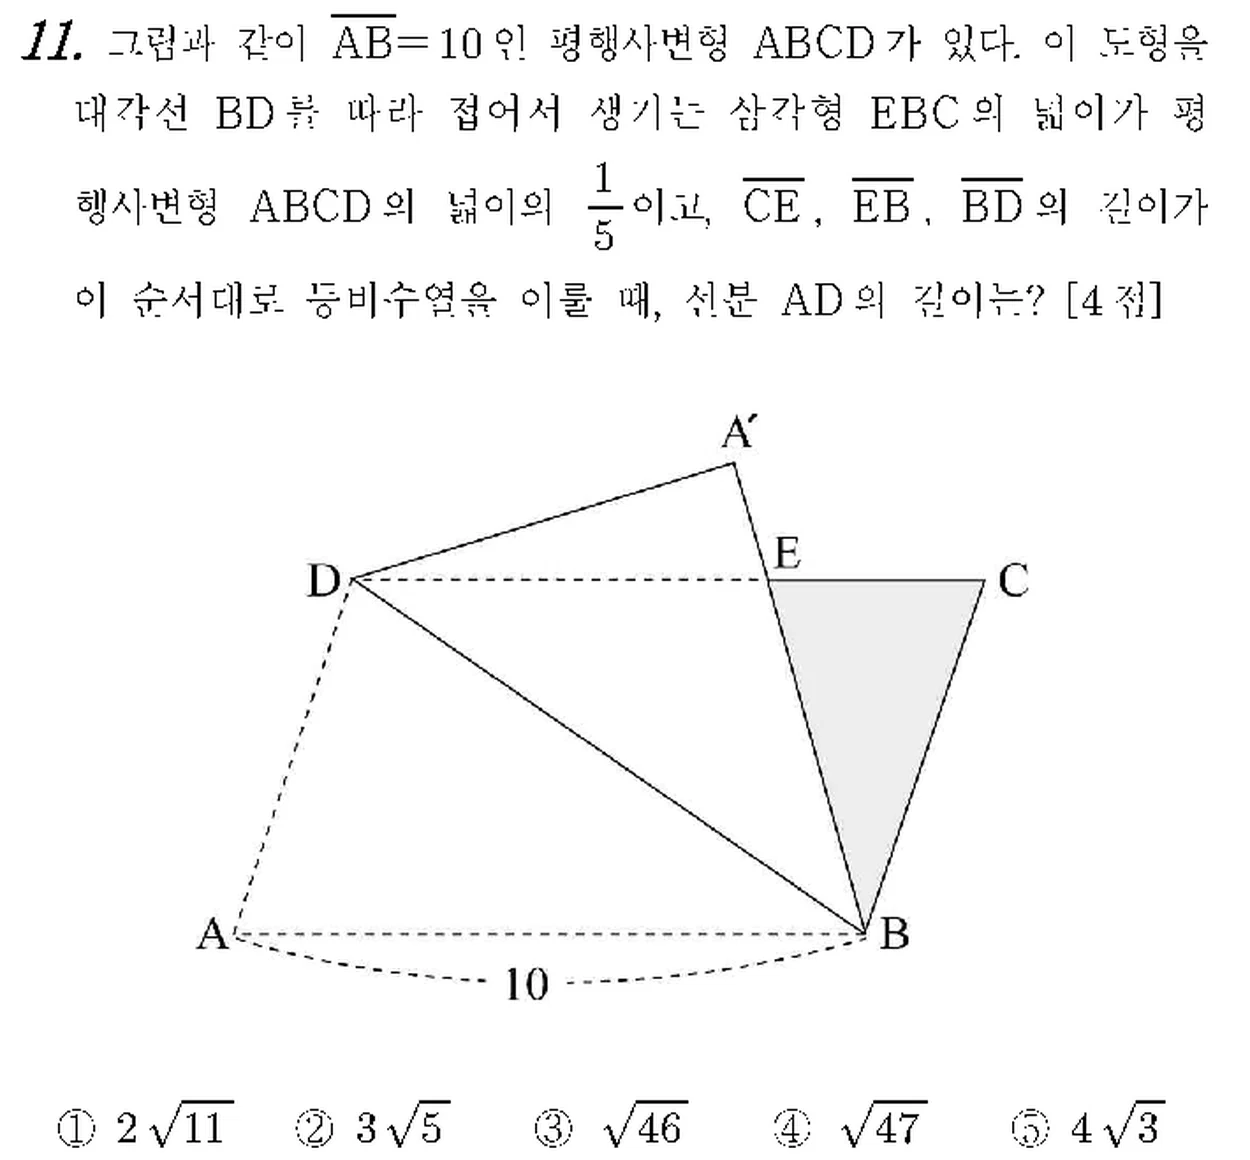 11. 그림과 같이 AB=10인 평행사변형 ABCD가 있다. 이 도형을
대각선 BD를 따라 접어서 생기는 삼각형 EBC의 넓이가 평
행사변형 ABCD의 넓이의 1/5이고, CE, EB, BD의 길이가
이 순서대로 등비수열을 이룰 때, 선분 AD의 길이는? [4점]
A′
E
D
C
A
B
10
① 2√11 ② 3√5 ③ √46 ④ √47 ⑤ 4√3